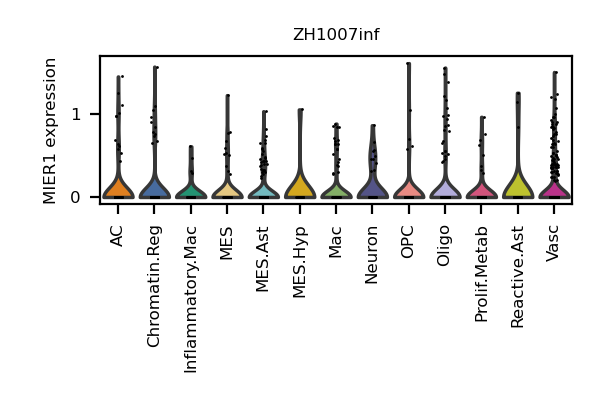 ZH1007inf
MIER1 expression
1
0
AC
Chromatin.Reg
Inflammatory.Mac
MES
MES.Ast
MES.Hyp
Mac
Neuron
OPC
Oligo
Prolif.Metab
Reactive.Ast
Vasc